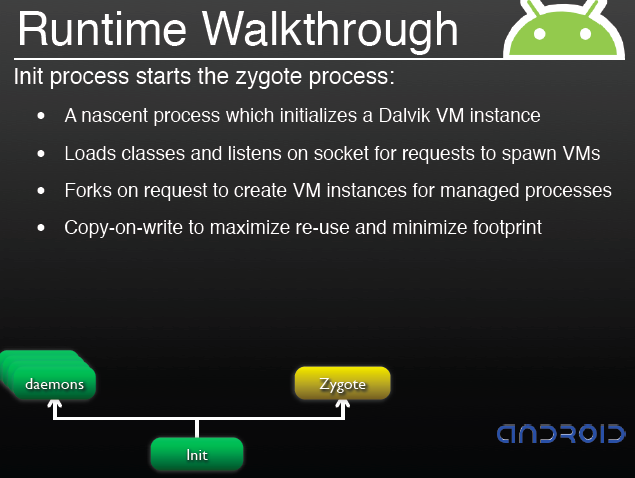 Runtime Walkthrough
Init process starts the zygote process:
• A nascent process which initializes a Dalvik VM instance
• Loads classes and listens on socket for requests to spawn VMs
• Forks on request to create VM instances for managed processes
• Copy-on-write to maximize re-use and minimize footprint
daemons
Zygote
Init
ANDROID